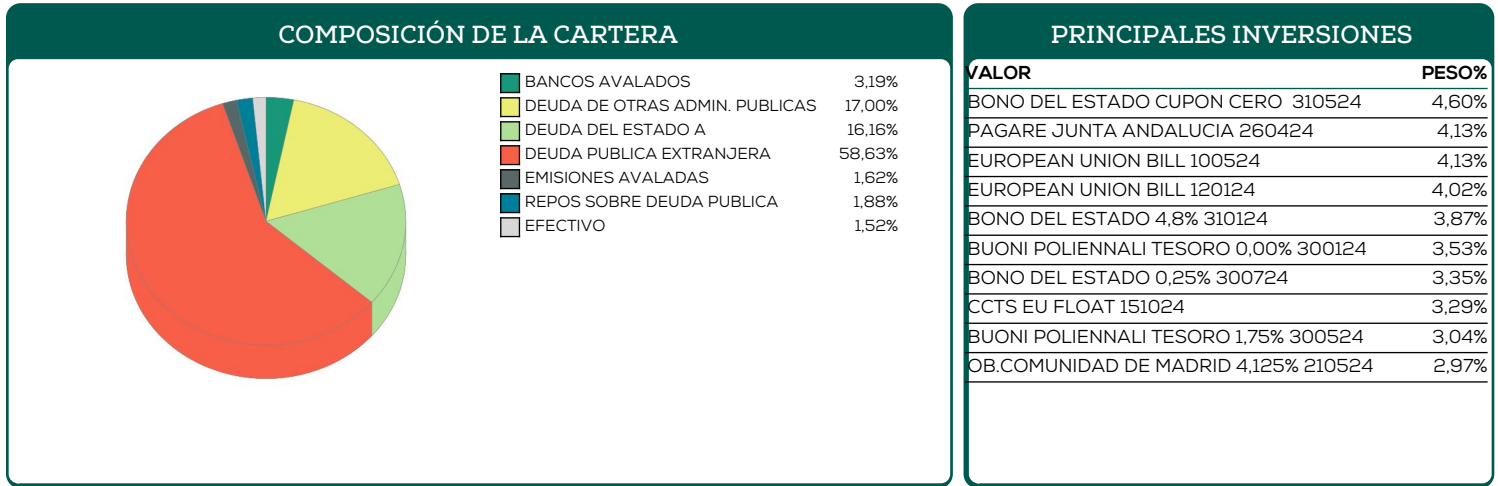 COMPOSICIÓN DE LA CARTERA
BANCOS AVALADOS 3,19%
DEUDA DE OTRAS ADMIN. PUBLICAS 17,00%
DEUDA DEL ESTADO A 16,16%
DEUDA PUBLICA EXTRANJERA 58,63%
EMISIONES AVALADAS 1,62%
REPOS SOBRE DEUDA PUBLICA 1,88%
EFECTIVO 1,52%
PRINCIPALES INVERSIONES
VALOR PESO%
BONO DEL ESTADO CUPON CERO 310524 4,60%
PAGARE JUNTA ANDALUCIA 260424 4,13%
EUROPEAN UNION BILL 100524 4,13%
EUROPEAN UNION BILL 120124 4,02%
BONO DEL ESTADO 4,8% 310124 3,87%
BUONI POLIENNALI TESORO 0,00% 300124 3,53%
BONO DEL ESTADO 0,25% 300724 3,35%
CCTS EU FLOAT 151024 3,29%
BUONI POLIENNALI TESORO 1,75% 300524 3,04%
OB.COMUNIDAD DE MADRID 4,125% 210524 2,97%